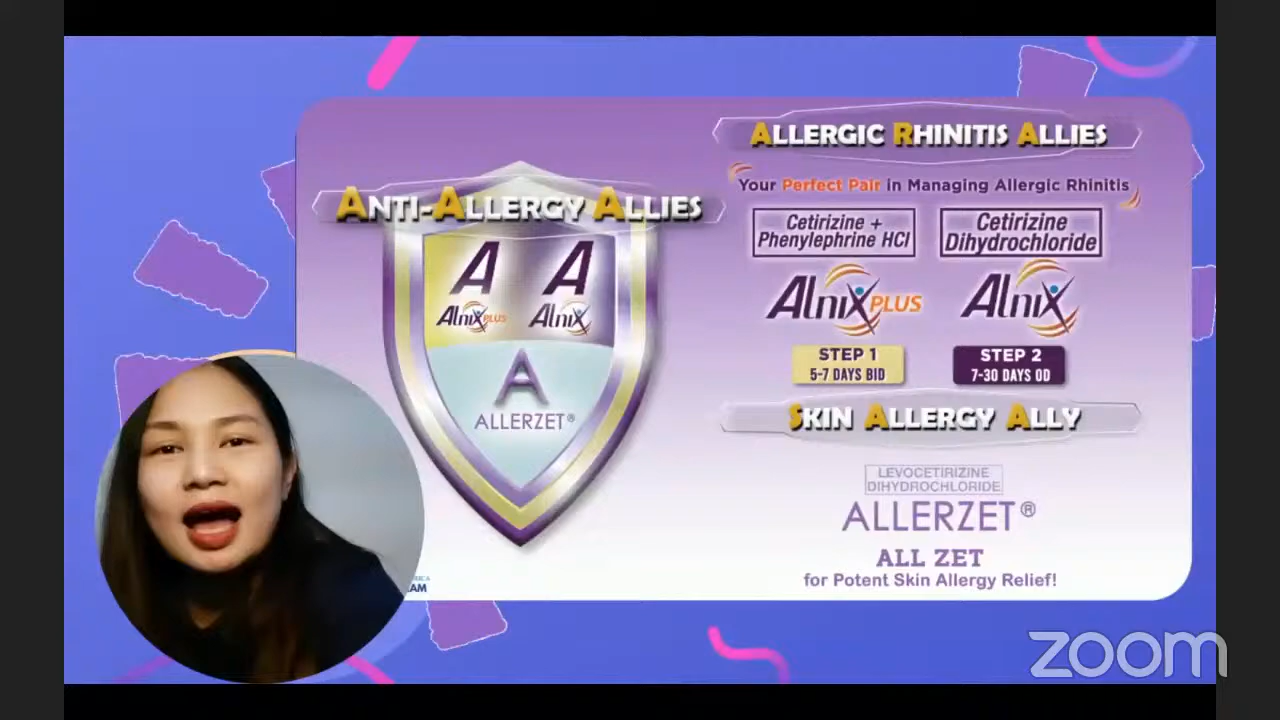 ANTI-ALLERGY ALLIES
A
A
ALNIX PLUS
ALNIX
A
ALLERZET®
ALLERGIC RHINITIS ALLIES
Your Perfect Pair in Managing Allergic Rhinitis
Cetirizine +
Phenylephrine HCl
Cetirizine
Dihydrochloride
Alnix PLUS
Alnix
STEP 1
5-7 DAYS BID
STEP 2
7-30 DAYS OD
SKIN ALLERGY ALLY
LEVOCETIRIZINE
DIHYDROCHLORIDE
ALLERZET®
ALL ZET
for Potent Skin Allergy Relief!
zoom